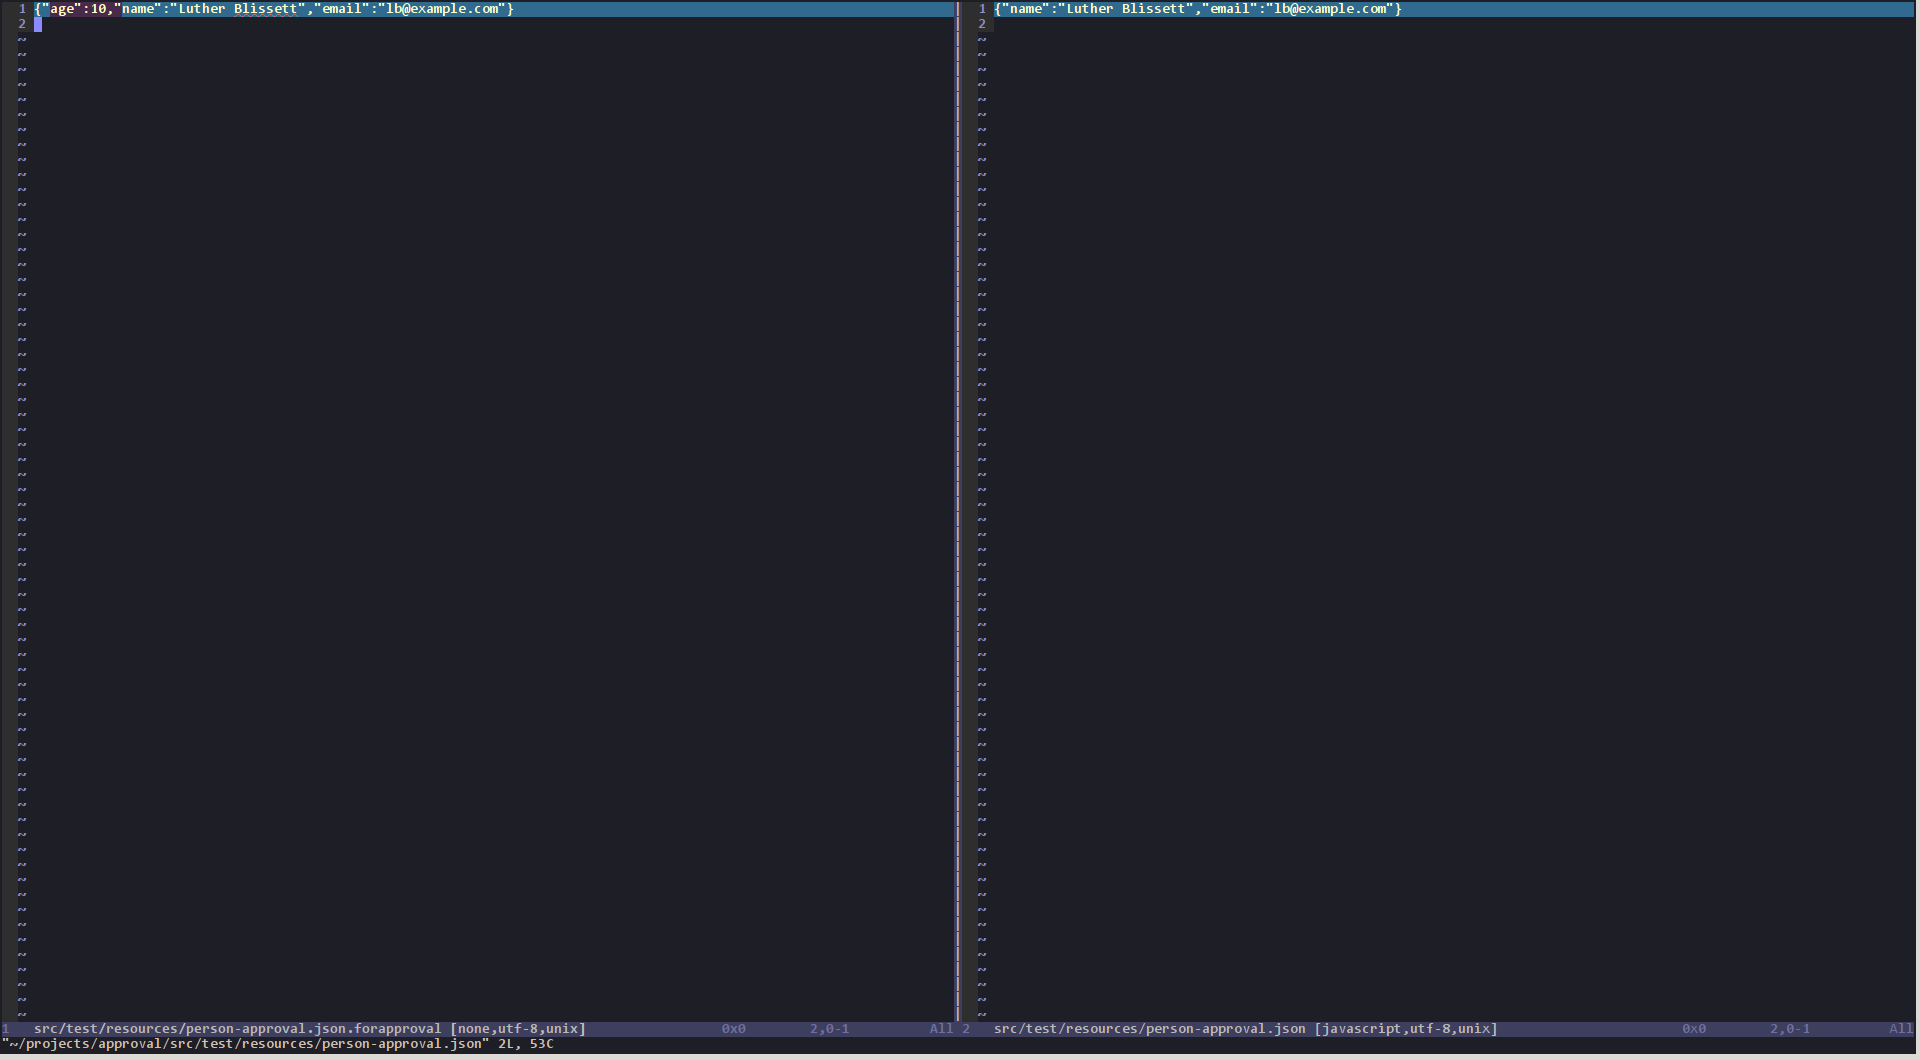 1 {"age":10,"name":"Luther Blissett","email":"lb@example.com"}
2
1 {"name":"Luther Blissett","email":"lb@example.com"}
2
1 src/test/resources/person-approval.json.forapproval [none,utf-8,unix] 0x0 2,0-1 All
2 src/test/resources/person-approval.json [javascript,utf-8,unix] 0x0 2,0-1 All
"~/projects/approval/src/test/resources/person-approval.json" 2L, 53C